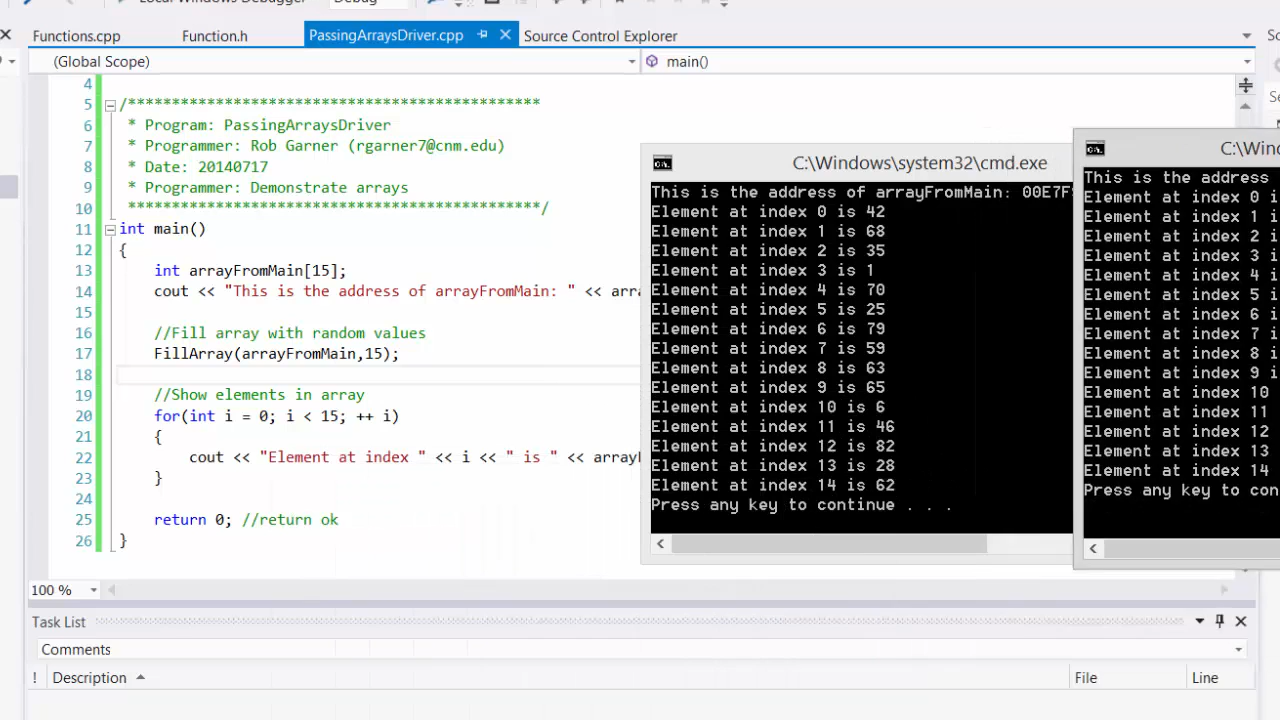 Functions.cpp Function.h PassingArraysDriver.cpp Source Control Explorer
(Global Scope) main()
4
5 /***********************************************
6 * Program: PassingArraysDriver
7 * Programmer: Rob Garner (rgarner7@cnm.edu)
8 * Date: 20140717
9 * Programmer: Demonstrate arrays
10 ***********************************************/
11 int main()
12 {
13 int arrayFromMain[15];
14 cout << "This is the address of arrayFromMain: " << arra
15
16 //Fill array with random values
17 FillArray(arrayFromMain,15);
18
19 //Show elements in array
20 for(int i = 0; i < 15; ++ i)
21 {
22 cout << "Element at index " << i << " is " <<
23 }
24
25 return 0; //return ok
26 }
100 %
C:\Windows\system32\cmd.exe
This is the address of arrayFromMain:
Element at index 0 is 42
Element at index 1 is 68
Element at index 2 is 35
Element at index 3 is 1
Element at index 4 is 70
Element at index 5 is 25
Element at index 6 is 79
Element at index 7 is 59
Element at index 8 is 63
Element at index 9 is 65
Element at index 10 is 6
Element at index 11 is 46
Element at index 12 is 82
Element at index 13 is 28
Element at index 14 is 62
Press any key to continue . . .
This is the address
Element at index 0 i
Element at index 1 i
Element at index 2 i
Element at index 3 i
Element at index 4 i
Element at index 5 i
Element at index 6 i
Element at index 7 i
Element at index 8 i
Element at index 9 i
Element at index 10
Element at index 11
Element at index 12
Element at index 13
Element at index 14
Press any key to con
Task List
Comments
! Description File Line